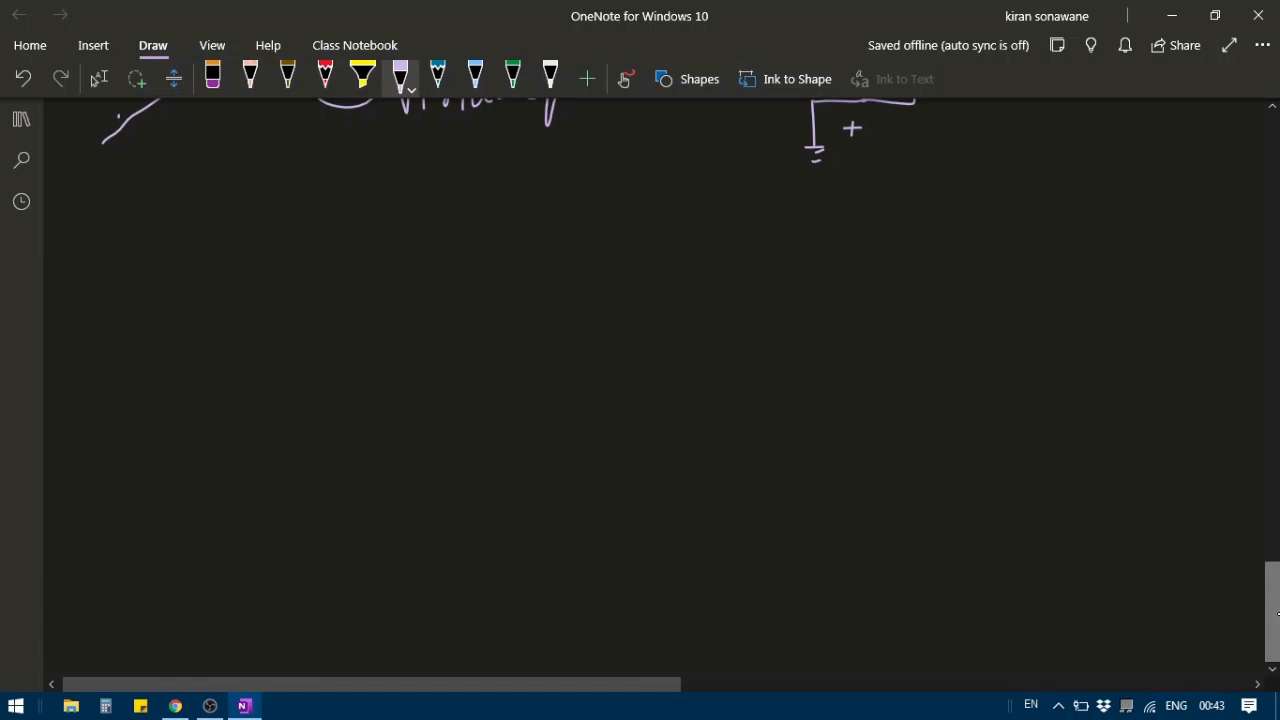 OneNote for Windows 10
kiran sonawane
Home Insert Draw View Help Class Notebook
Saved offline (auto sync is off)
Share
Shapes
Ink to Shape
Ink to Text
+
EN
ENG
00:43